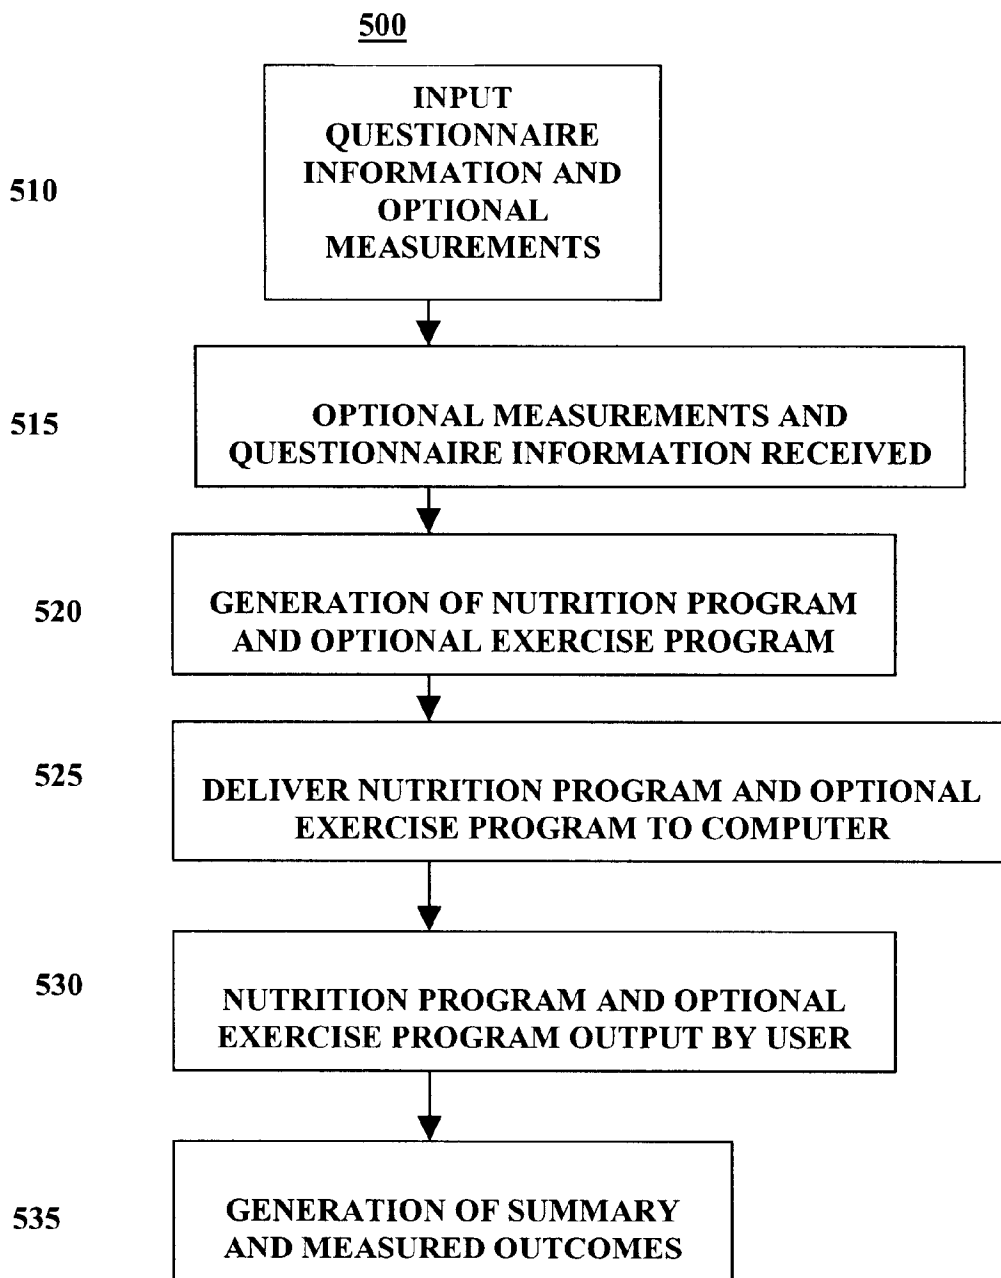 500
510
INPUT
QUESTIONNAIRE
INFORMATION AND
OPTIONAL
MEASUREMENTS
515
OPTIONAL MEASUREMENTS AND
QUESTIONNAIRE INFORMATION RECEIVED
520
GENERATION OF NUTRITION PROGRAM
AND OPTIONAL EXERCISE PROGRAM
525
DELIVER NUTRITION PROGRAM AND OPTIONAL
EXERCISE PROGRAM TO COMPUTER
530
NUTRITION PROGRAM AND OPTIONAL
EXERCISE PROGRAM OUTPUT BY USER
535
GENERATION OF SUMMARY
AND MEASURED OUTCOMES